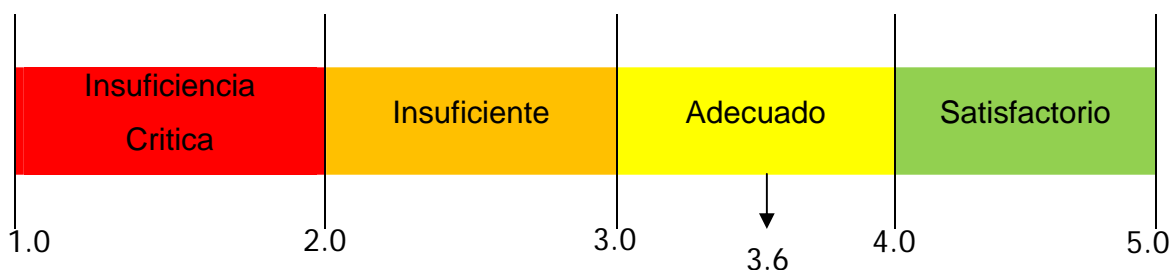 Insuficiencia
Critica
Insuficiente
Adecuado
Satisfactorio
1.0
2.0
3.0
3.6
4.0
5.0